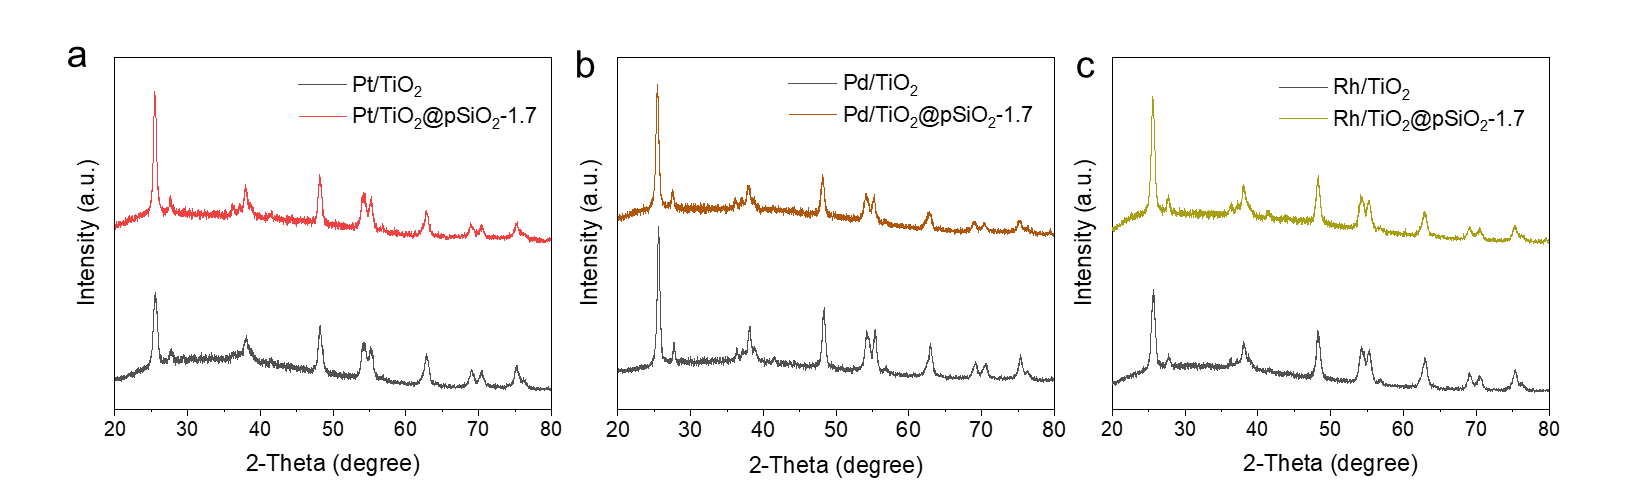 a
Pt/TiO₂
Pt/TiO₂@pSiO₂-1.7
Intensity (a.u.)
20 30 40 50 60 70 80
2-Theta (degree)
b
Pd/TiO₂
Pd/TiO₂@pSiO₂-1.7
Intensity (a.u.)
20 30 40 50 60 70 80
2-Theta (degree)
c
Rh/TiO₂
Rh/TiO₂@pSiO₂-1.7
Intensity (a.u.)
20 30 40 50 60 70 80
2-Theta (degree)